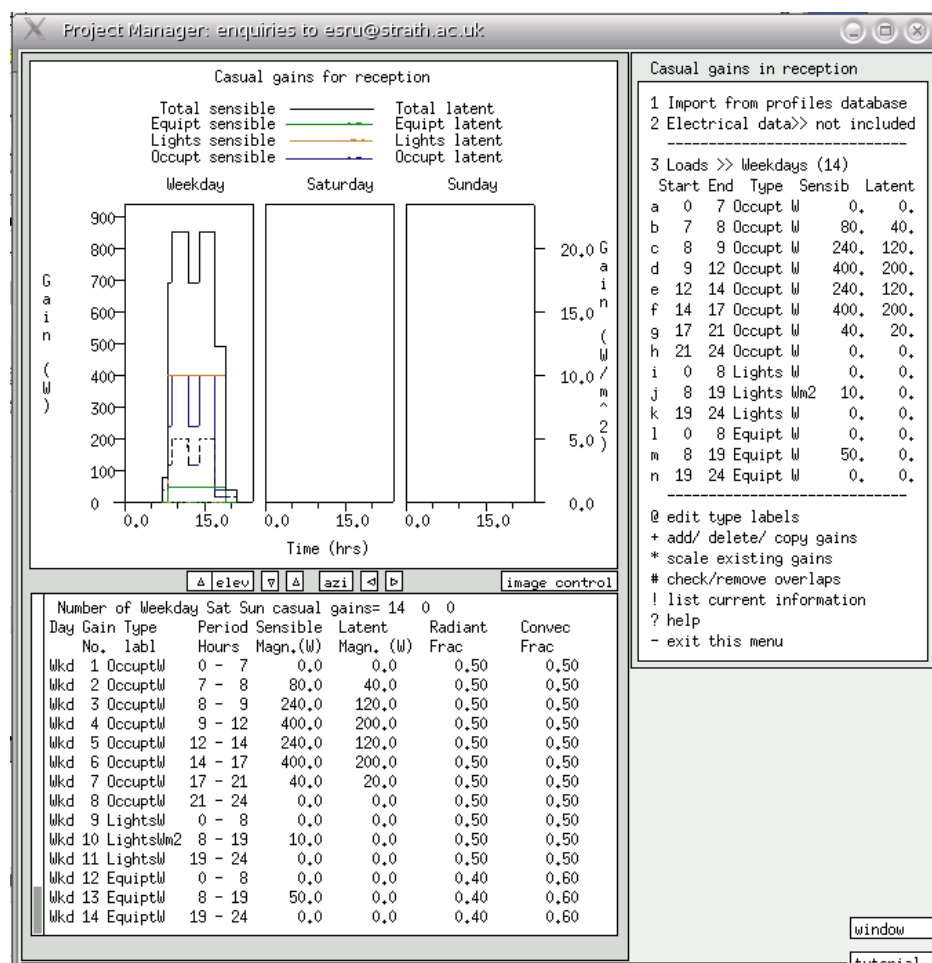 Project Manager: enquiries to esru@strath.ac.uk
Casual gains for reception
Total sensible Total latent
Equipt sensible Equipt latent
Lights sensible Lights latent
Occupt sensible Occupt latent
Weekday Saturday Sunday
Gain (W)
900
800
700
600
500
400
300
200
100
0
20.0
15.0
10.0
5.0
0.0
Gain (W/m^2)
0.0 15.0 0.0 15.0 0.0 15.0
Time (hrs)
elev azi image control
Number of Weekday Sat Sun casual gains= 14 0 0
Day Gain Type Period Sensible Latent Radiant Convec
No. labl Hours Magn.(W) Magn. (W) Frac Frac
Wkd 1 OccuptW 0 - 7 0.0 0.0 0.50 0.50
Wkd 2 OccuptW 7 - 8 80.0 40.0 0.50 0.50
Wkd 3 OccuptW 8 - 9 240.0 120.0 0.50 0.50
Wkd 4 OccuptW 9 - 12 400.0 200.0 0.50 0.50
Wkd 5 OccuptW 12 - 14 240.0 120.0 0.50 0.50
Wkd 6 OccuptW 14 - 17 400.0 200.0 0.50 0.50
Wkd 7 OccuptW 17 - 21 40.0 20.0 0.50 0.50
Wkd 8 OccuptW 21 - 24 0.0 0.0 0.50 0.50
Wkd 9 LightsW 0 - 8 0.0 0.0 0.50 0.50
Wkd 10 LightsWm2 8 - 19 10.0 0.0 0.50 0.50
Wkd 11 LightsW 19 - 24 0.0 0.0 0.50 0.50
Wkd 12 EquiptW 0 - 8 0.0 0.0 0.40 0.60
Wkd 13 EquiptW 8 - 19 50.0 0.0 0.40 0.60
Wkd 14 EquiptW 19 - 24 0.0 0.0 0.40 0.60
Casual gains in reception
1 Import from profiles database
2 Electrical data>> not included
3 Loads >> Weekdays (14)
Start End Type Sensib Latent
a 0 7 Occupt W 0. 0.
b 7 8 Occupt W 80. 40.
c 8 9 Occupt W 240. 120.
d 9 12 Occupt W 400. 200.
e 12 14 Occupt W 240. 120.
f 14 17 Occupt W 400. 200.
g 17 21 Occupt W 40. 20.
h 21 24 Occupt W 0. 0.
i 0 8 Lights W 0. 0.
j 8 19 Lights Wm2 10. 0.
k 19 24 Lights W 0. 0.
l 0 8 Equipt W 0. 0.
m 8 19 Equipt W 50. 0.
n 19 24 Equipt W 0. 0.
@ edit type labels
+ add/ delete/ copy gains
* scale existing gains
# check/remove overlaps
! list current information
? help
- exit this menu
window
tutorial